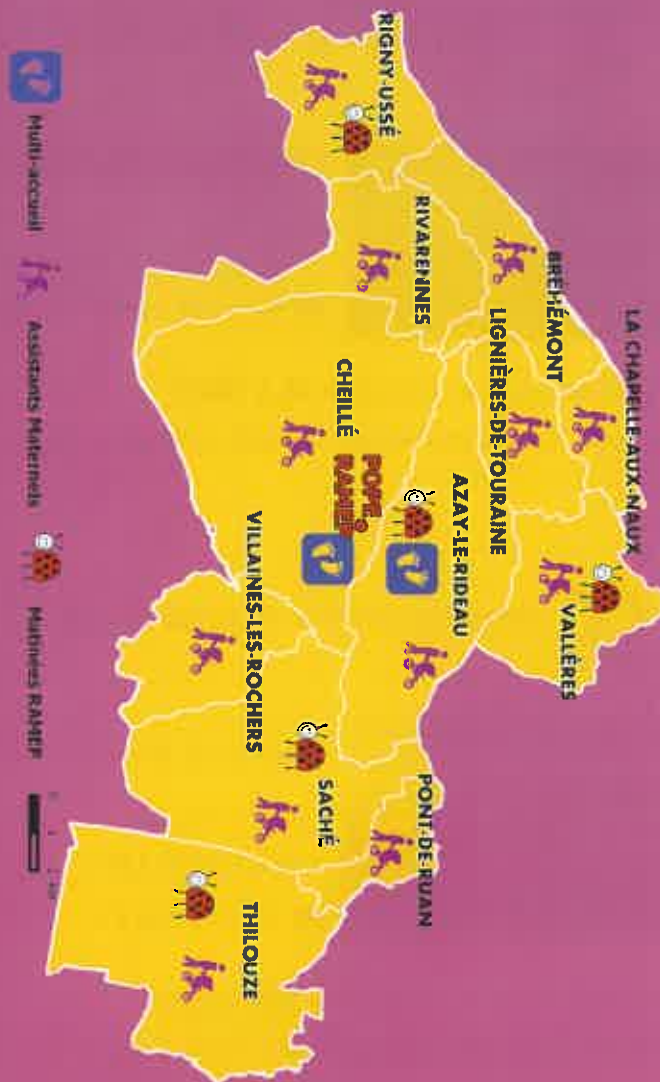 LA CHAPELLE-AUX-NAUX
BRÉHÉMONT
VALLÈRES
LIGNIÈRES-DE-TOURAINE
AZAY-LE-RIDEAU
RIVARENNES
PONT-DE-RUAN
RIGNY-USSÉ
POPE
RAMEP
CHEILLÉ
SACHÉ
VILLAINES-LES-ROCHERS
THILOUZE
Multi-accueil
Assistants Maternels
Matinées RAMEP